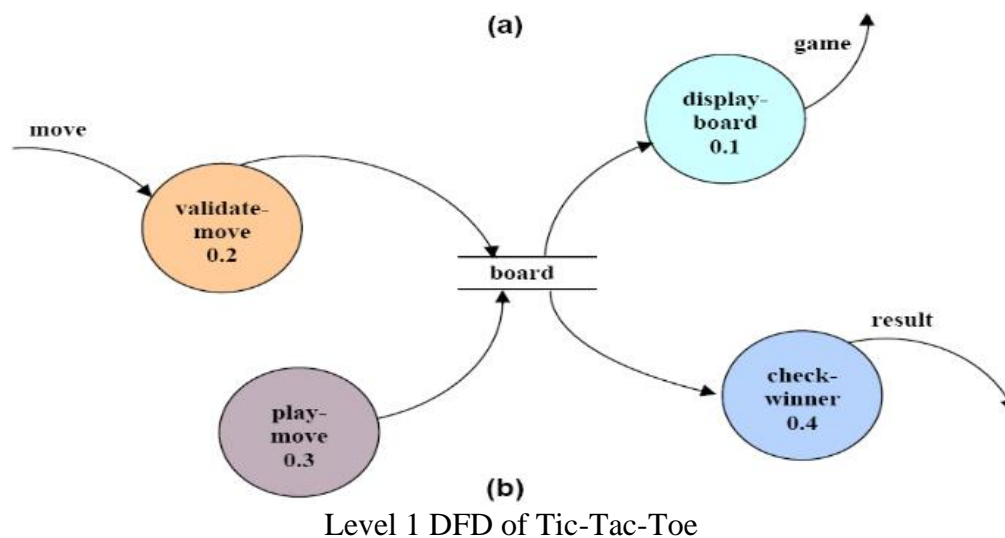 (a)
game
display-
board
0.1
move
validate-
move
0.2
board
result
check-
winner
0.4
play-
move
0.3
(b)
Level 1 DFD of Tic-Tac-Toe